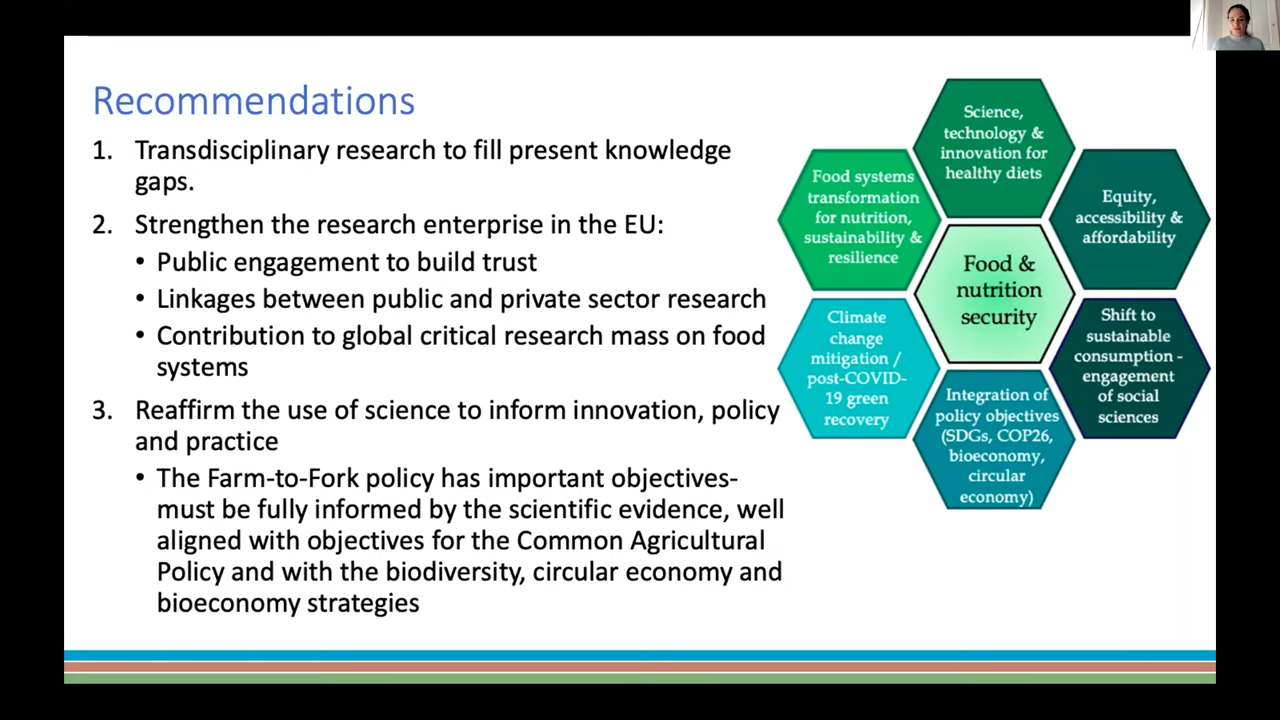 Recommendations
1. Transdisciplinary research to fill present knowledge
gaps.
2. Strengthen the research enterprise in the EU:
• Public engagement to build trust
• Linkages between public and private sector research
• Contribution to global critical research mass on food
systems
3. Reaffirm the use of science to inform innovation, policy
and practice
• The Farm-to-Fork policy has important objectives-
must be fully informed by the scientific evidence, well
aligned with objectives for the Common Agricultural
Policy and with the biodiversity, circular economy and
bioeconomy strategies
Science,
technology &
innovation for
healthy diets
Food systems
transformation
for nutrition,
sustainability &
resilience
Equity,
accessibility &
affordability
Food &
nutrition
security
Climate
change
mitigation /
post-COVID-
19 green
recovery
Shift to
sustainable
consumption -
engagement
of social
sciences
Integration of
policy objectives
(SDGs, COP26,
bioeconomy,
circular
economy)